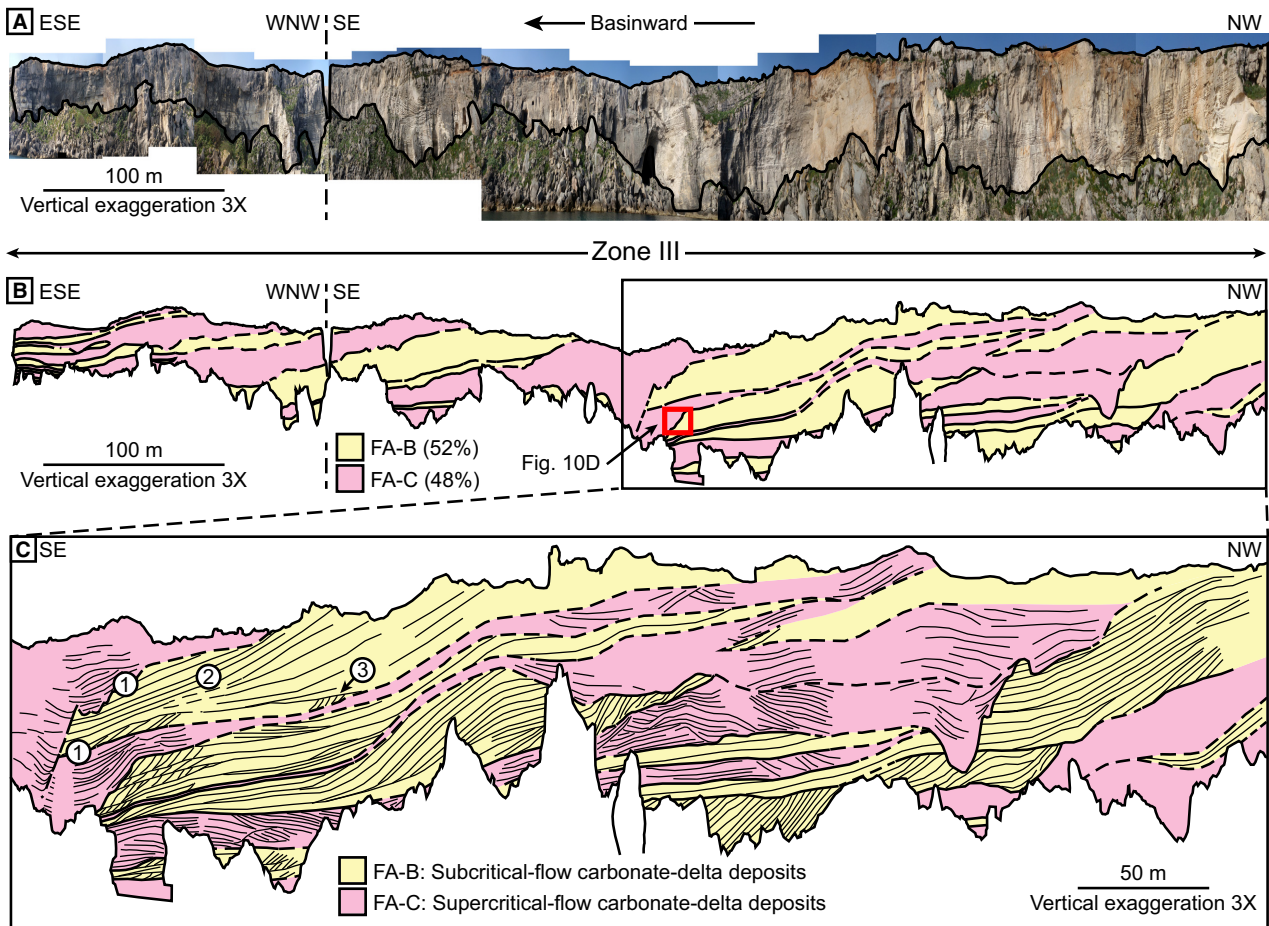 A ESE
WNW SE
Basinward
NW
100 m
Vertical exaggeration 3X
Zone III
B ESE
WNW SE
NW
100 m
Vertical exaggeration 3X
FA-B (52%)
FA-C (48%)
Fig. 10D
C SE
NW
1
2
3
1
FA-B: Subcritical-flow carbonate-delta deposits
FA-C: Supercritical-flow carbonate-delta deposits
50 m
Vertical exaggeration 3X